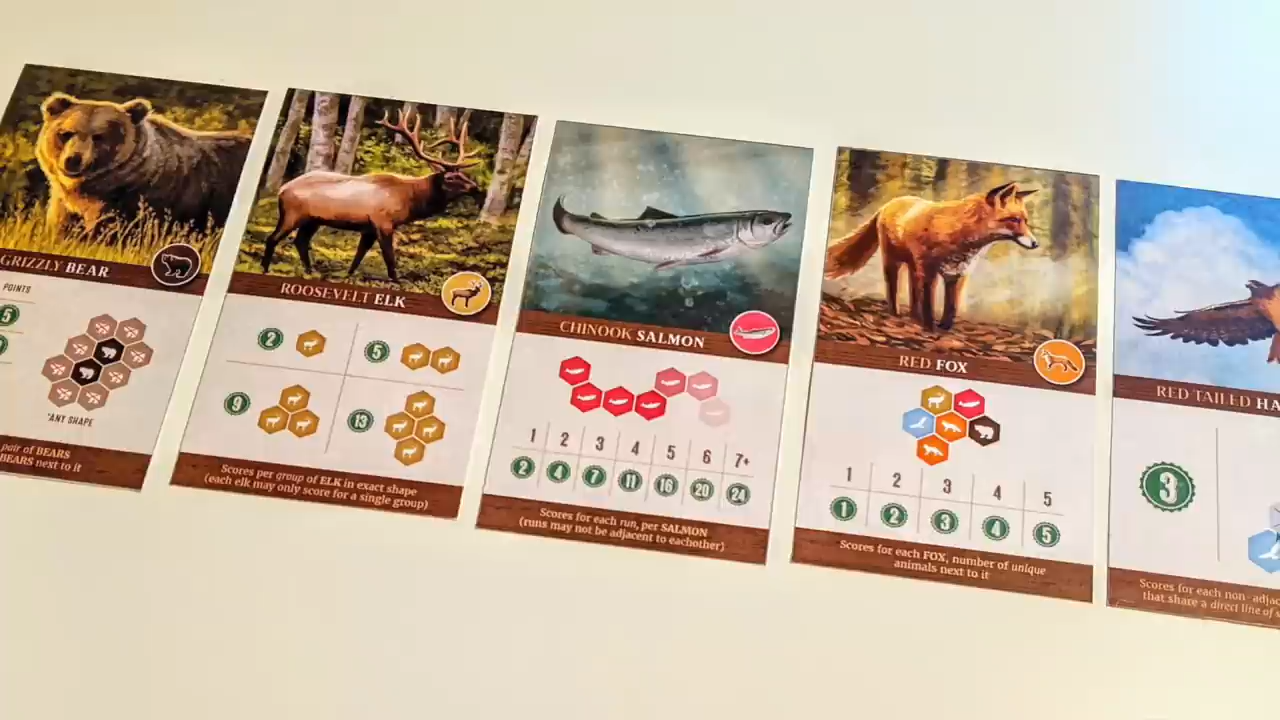 GRIZZLY BEAR
POINTS
5
*ANY SHAPE
pair of BEARS
BEARS next to it
ROOSEVELT ELK
2
5
9
13
Scores per group of ELK in exact shape
(each elk may only score for a single group)
CHINOOK SALMON
1 2 3 4 5 6 7+
2 4 7 11 16 20 24
Scores for each run, per SALMON
(runs may not be adjacent to eachother)
RED FOX
1 2 3 4 5
1 2 3 4 5
Scores for each FOX, number of unique
animals next to it
RED TAILED HA
3
Scores for each non-adjac
that share a direct line of